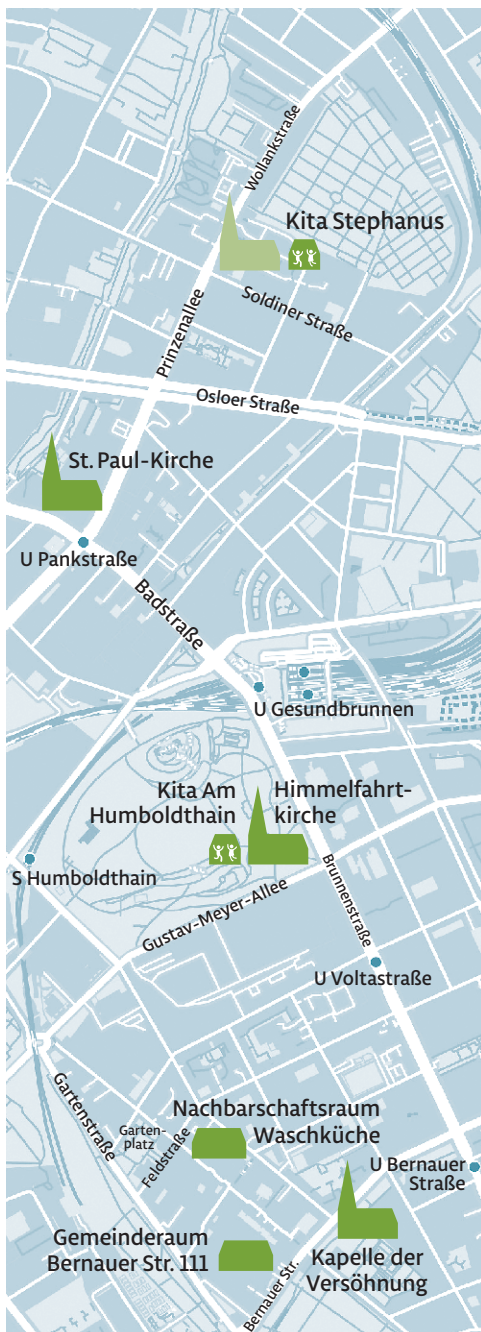 Wollankstraße
Kita Stephanus
Soldiner Straße
Prinzenallee
Osloer Straße
St. Paul-Kirche
U Pankstraße
Badstraße
U Gesundbrunnen
Kita Am
Humboldthain
Himmelfahrt-
kirche
S Humboldthain
Brunnenstraße
Gustav-Meyer-Allee
U Voltastraße
Gartenstraße
Garten-
platz
Feldstraße
Nachbarschaftsraum
Waschküche
U Bernauer
Straße
Gemeinderaum
Bernauer Str. 111
Bernauer Str.
Kapelle der
Versöhnung